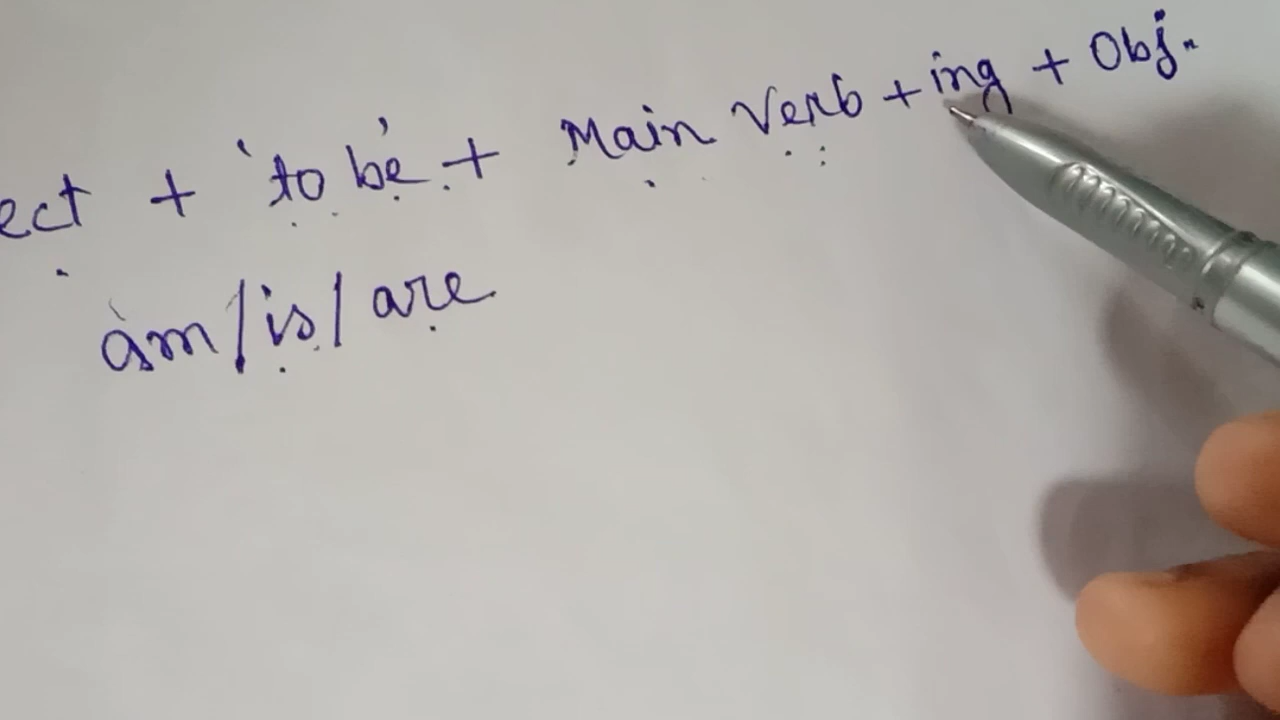 ect + 'to be' + Main Verb + ing + Obj.
am/is/are